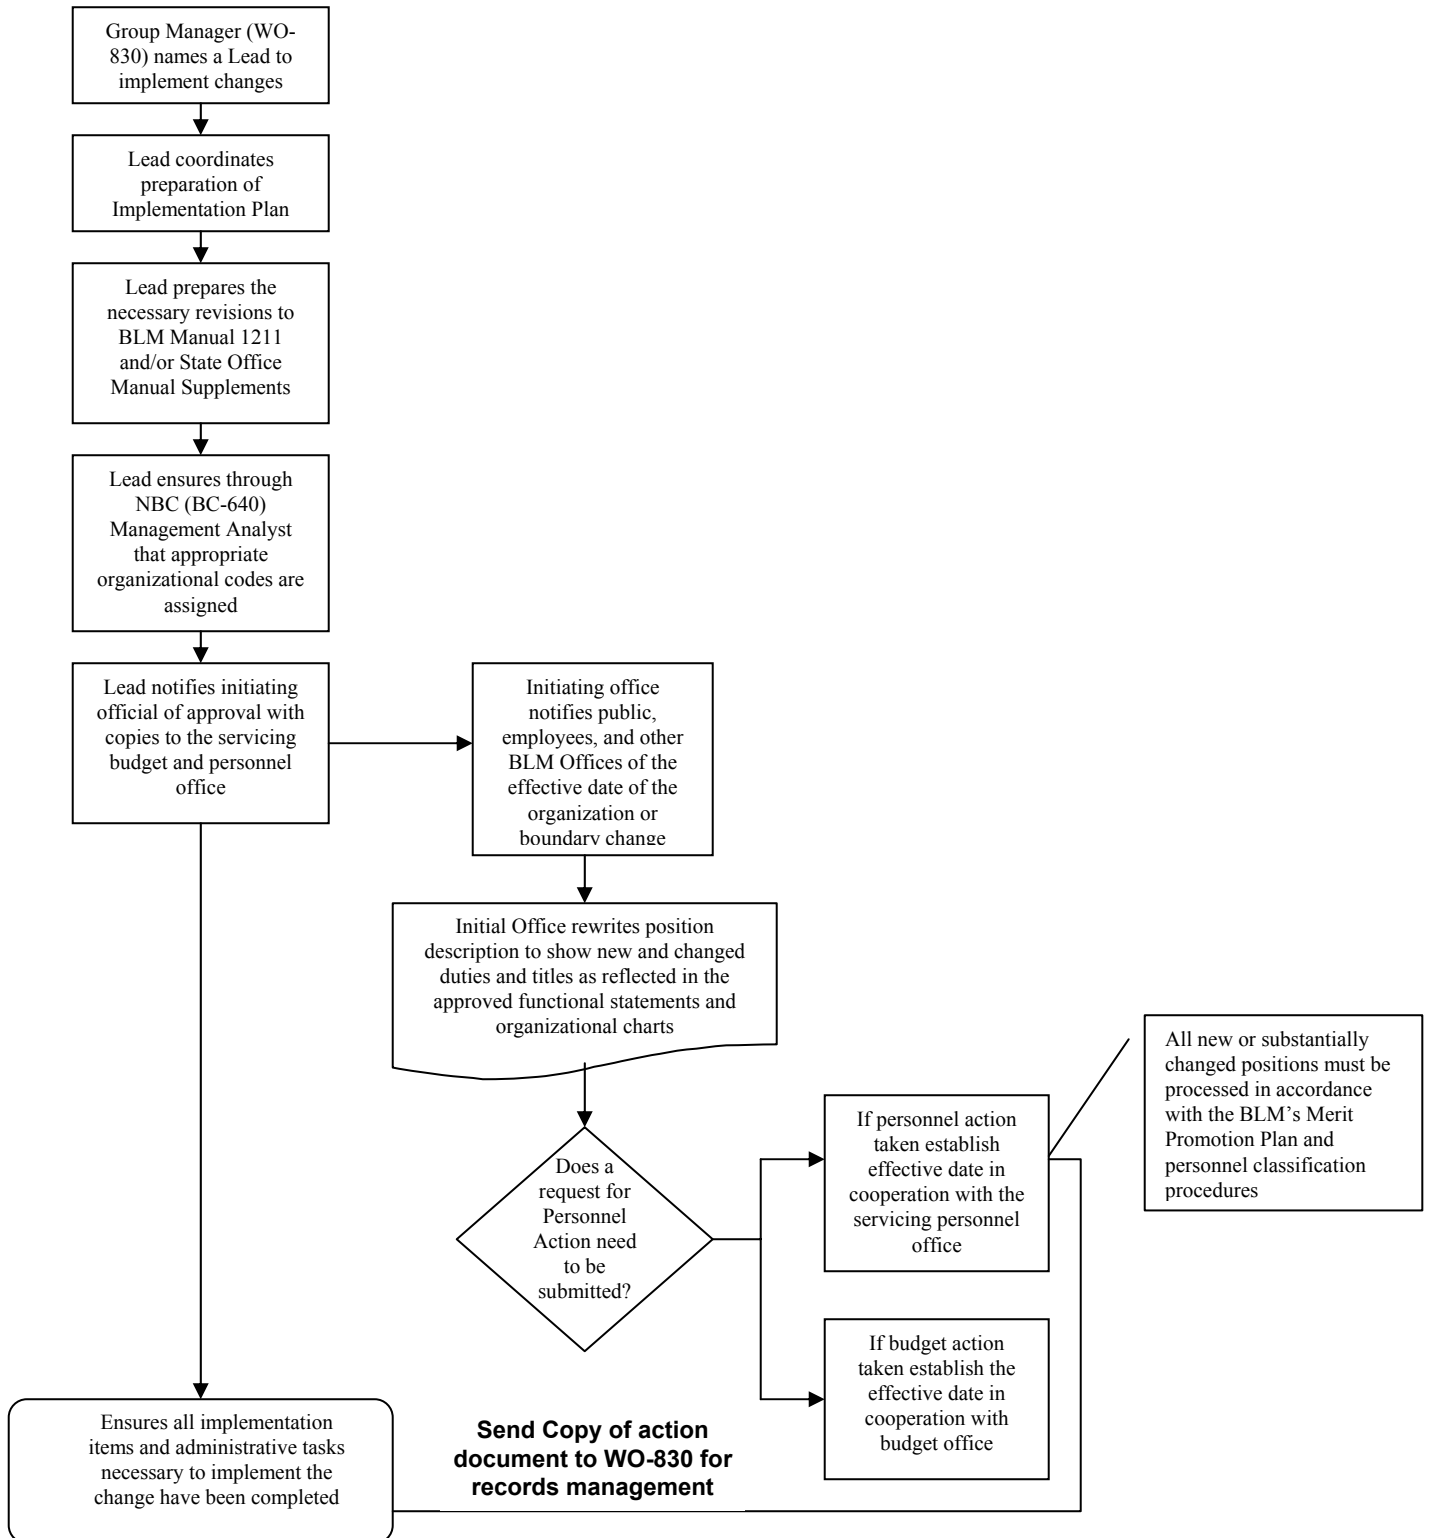 Group Manager (WO-
830) names a Lead to
implement changes
Lead coordinates
preparation of
Implementation Plan
Lead prepares the
necessary revisions to
BLM Manual 1211
and/or State Office
Manual Supplements
Lead ensures through
NBC (BC-640)
Management Analyst
that appropriate
organizational codes are
assigned
Lead notifies initiating
official of approval with
copies to the servicing
budget and personnel
office
Initiating office
notifies public,
employees, and other
BLM Offices of the
effective date of the
organization or
boundary change
Initial Office rewrites position
description to show new and changed
duties and titles as reflected in the
approved functional statements and
organizational charts
Does a
request for
Personnel
Action need
to be
submitted?
If personnel action
taken establish
effective date in
cooperation with the
servicing personnel
office
All new or substantially
changed positions must be
processed in accordance
with the BLM’s Merit
Promotion Plan and
personnel classification
procedures
If budget action
taken establish the
effective date in
cooperation with
budget office
Ensures all implementation
items and administrative tasks
necessary to implement the
change have been completed
Send Copy of action
document to WO-830 for
records management